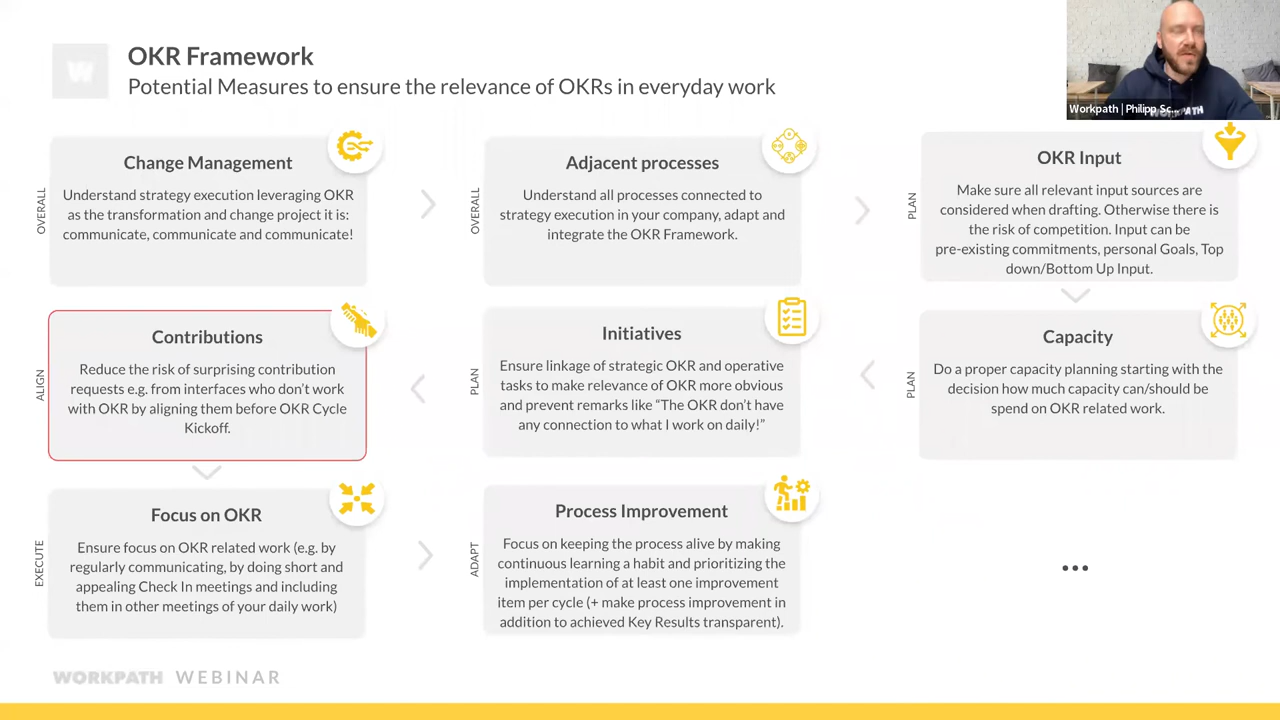 OKR Framework
Potential Measures to ensure the relevance of OKRs in everyday work
W
Workpath | Philipp Sc...
OVERALL
Change Management
Understand strategy execution leveraging OKR
as the transformation and change project it is:
communicate, communicate and communicate!
OVERALL
Adjacent processes
Understand all processes connected to
strategy execution in your company, adapt and
integrate the OKR Framework.
PLAN
OKR Input
Make sure all relevant input sources are
considered when drafting. Otherwise there is
the risk of competition. Input can be
pre-existing commitments, personal Goals, Top
down/Bottom Up Input.
ALIGN
Contributions
Reduce the risk of surprising contribution
requests e.g. from interfaces who don't work
with OKR by aligning them before OKR Cycle
Kickoff.
PLAN
Initiatives
Ensure linkage of strategic OKR and operative
tasks to make relevance of OKR more obvious
and prevent remarks like “The OKR don't have
any connection to what I work on daily!”
PLAN
Capacity
Do a proper capacity planning starting with the
decision how much capacity can/should be
spend on OKR related work.
EXECUTE
Focus on OKR
Ensure focus on OKR related work (e.g. by
regularly communicating, by doing short and
appealing Check In meetings and including
them in other meetings of your daily work)
ADAPT
Process Improvement
Focus on keeping the process alive by making
continuous learning a habit and prioritizing the
implementation of at least one improvement
item per cycle (+ make process improvement in
addition to achieved Key Results transparent).
...
WORKPATH WEBINAR